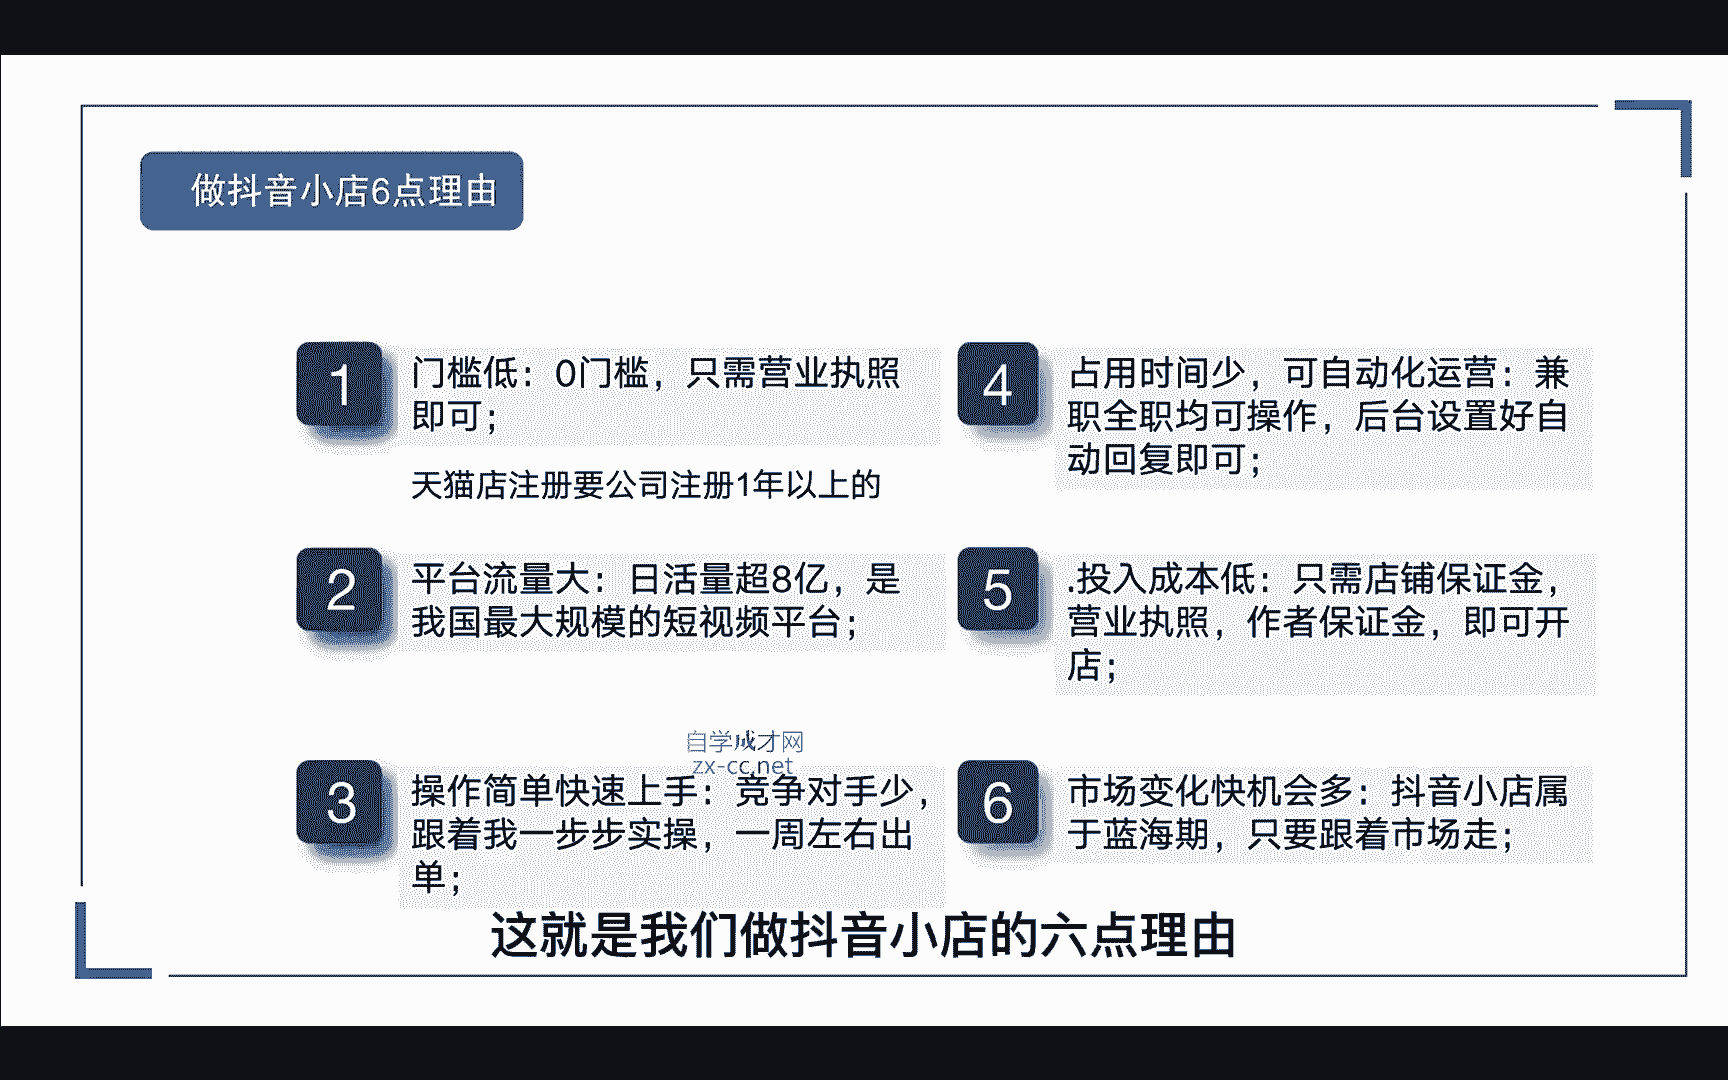 做抖音小店6点理由
1
门槛低：0门槛，只需营业执照
即可；
天猫店注册要公司注册1年以上的
2
平台流量大：日活量超8亿，是
我国最大规模的短视频平台；
3
操作简单快速上手：竞争对手少，
跟着我一步步实操，一周左右出
单；
4
占用时间少，可自动化运营：兼
职全职均可操作，后台设置好自
动回复即可；
5
.投入成本低：只需店铺保证金，
营业执照，作者保证金，即可开
店；
6
市场变化快机会多：抖音小店属
于蓝海期，只要跟着市场走；
自学成才网
zx-cc.net
这就是我们做抖音小店的六点理由